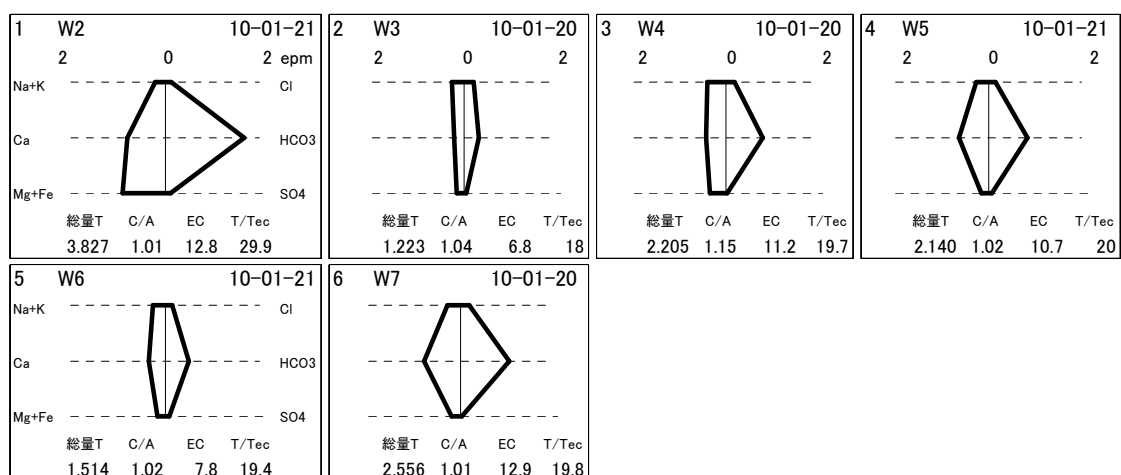 1 W2 10-01-21
2 0 2 epm
Na+K Cl
Ca HCO3
Mg+Fe SO4
総量T C/A EC T/Tec
3.827 1.01 12.8 29.9
2 W3 10-01-20
2 0 2
総量T C/A EC T/Tec
1.223 1.04 6.8 18
3 W4 10-01-20
2 0 2
総量T C/A EC T/Tec
2.205 1.15 11.2 19.7
4 W5 10-01-21
2 0 2
総量T C/A EC T/Tec
2.140 1.02 10.7 20
5 W6 10-01-21
Na+K Cl
Ca HCO3
Mg+Fe SO4
総量T C/A EC T/Tec
1.514 1.02 7.8 19.4
6 W7 10-01-20
総量T C/A EC T/Tec
2.556 1.01 12.9 19.8